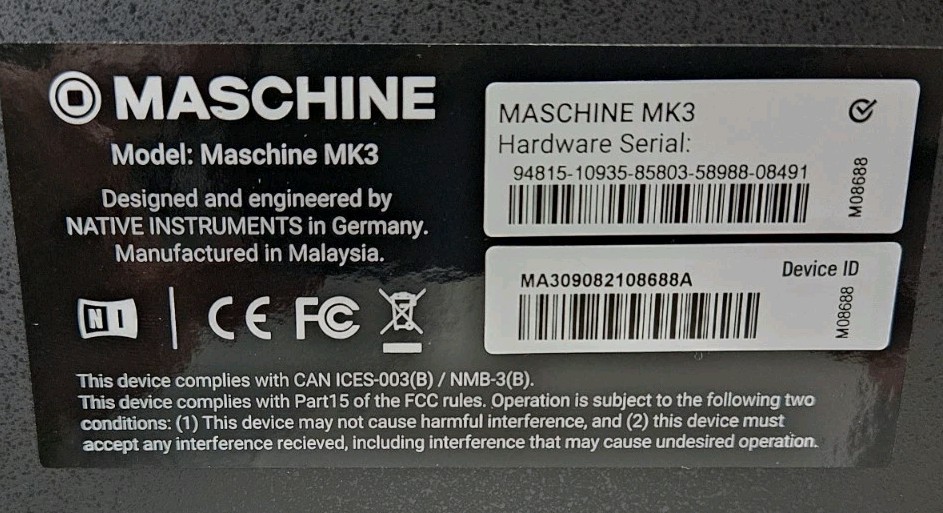 MASCHINE
Model: Maschine MK3
Designed and engineered by
NATIVE INSTRUMENTS in Germany.
Manufactured in Malaysia.
NI
CE FC
This device complies with CAN ICES-003(B) / NMB-3(B).
This device complies with Part15 of the FCC rules. Operation is subject to the following two
conditions: (1) This device may not cause harmful interference, and (2) this device must
accept any interference recieved, including interference that may cause undesired operation.
MASCHINE MK3
Hardware Serial:
94815-10935-85803-58988-08491
M08688
Device ID
MA309082108688A
M08688